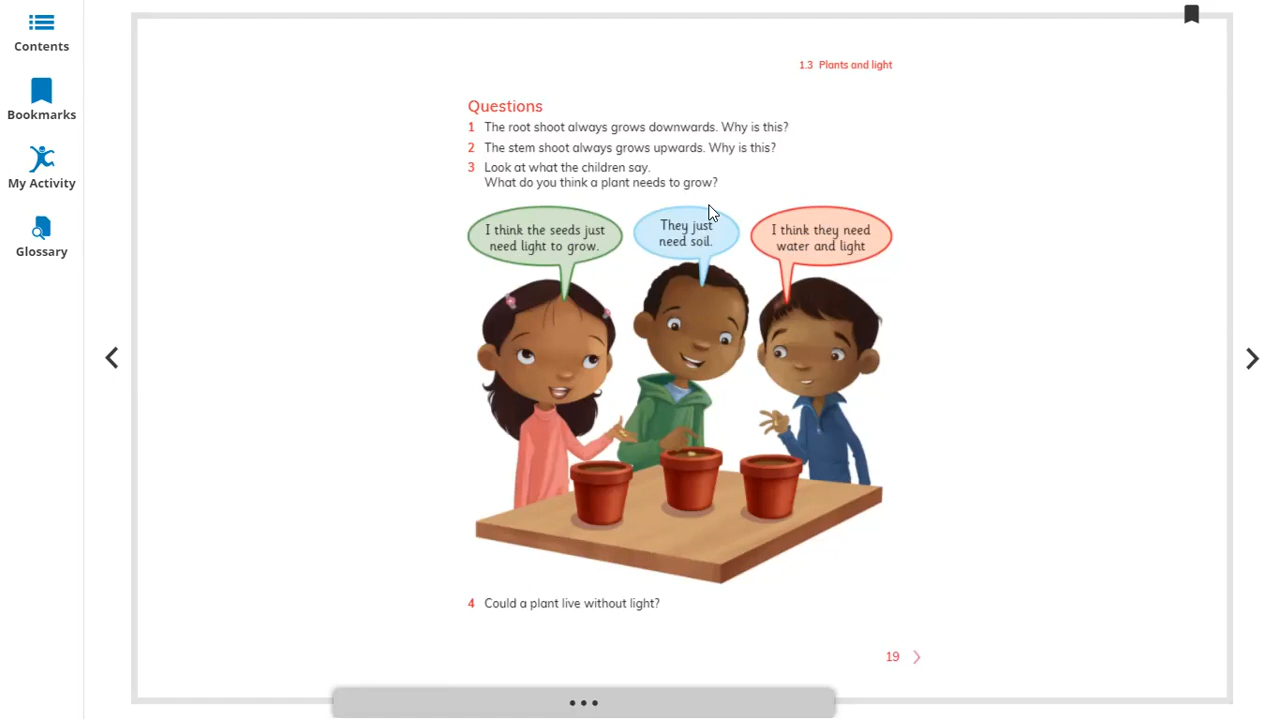 Contents
Bookmarks
My Activity
Glossary
1.3 Plants and light
Questions
1 The root shoot always grows downwards. Why is this?
2 The stem shoot always grows upwards. Why is this?
3 Look at what the children say.
What do you think a plant needs to grow?
I think the seeds just
need light to grow.
They just
need soil.
I think they need
water and light
4 Could a plant live without light?
19